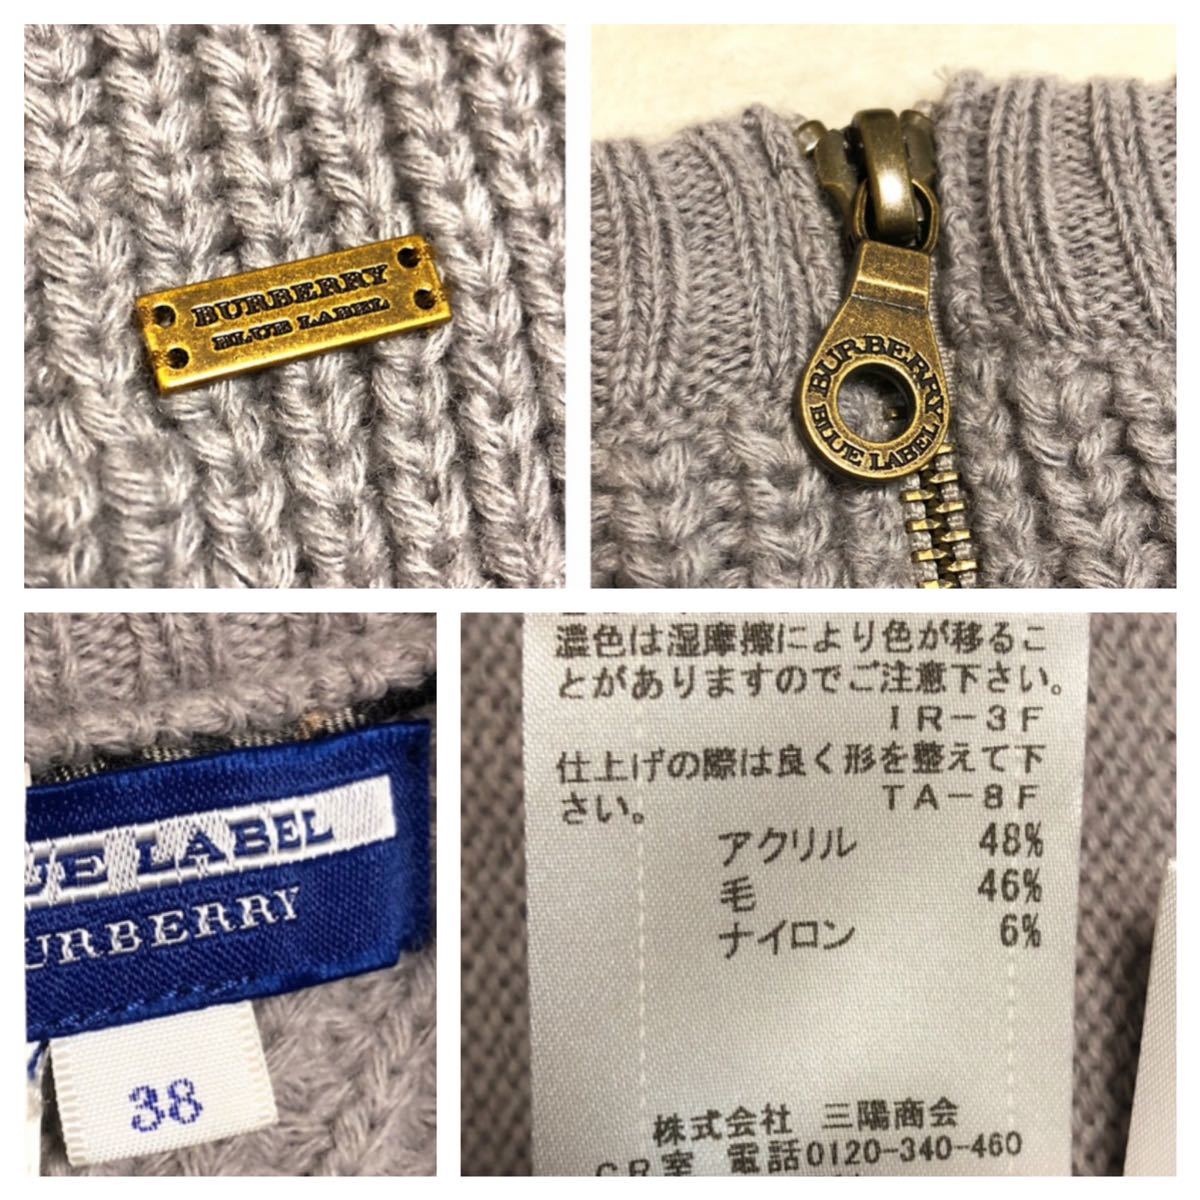 BURBERRY
BLUE LABEL
BURBERRY
BLUE LABEL
LABEL
BURBERRY
38
濃色は湿摩擦により色が移るこ
とがありますのでご注意下さい。
IR-3F
仕上げの際は良く形を整えて下
さい。 TA-8F
アクリル 48%
毛 46%
ナイロン 6%
株式会社 三陽商会
CR室 電話0120-340-460